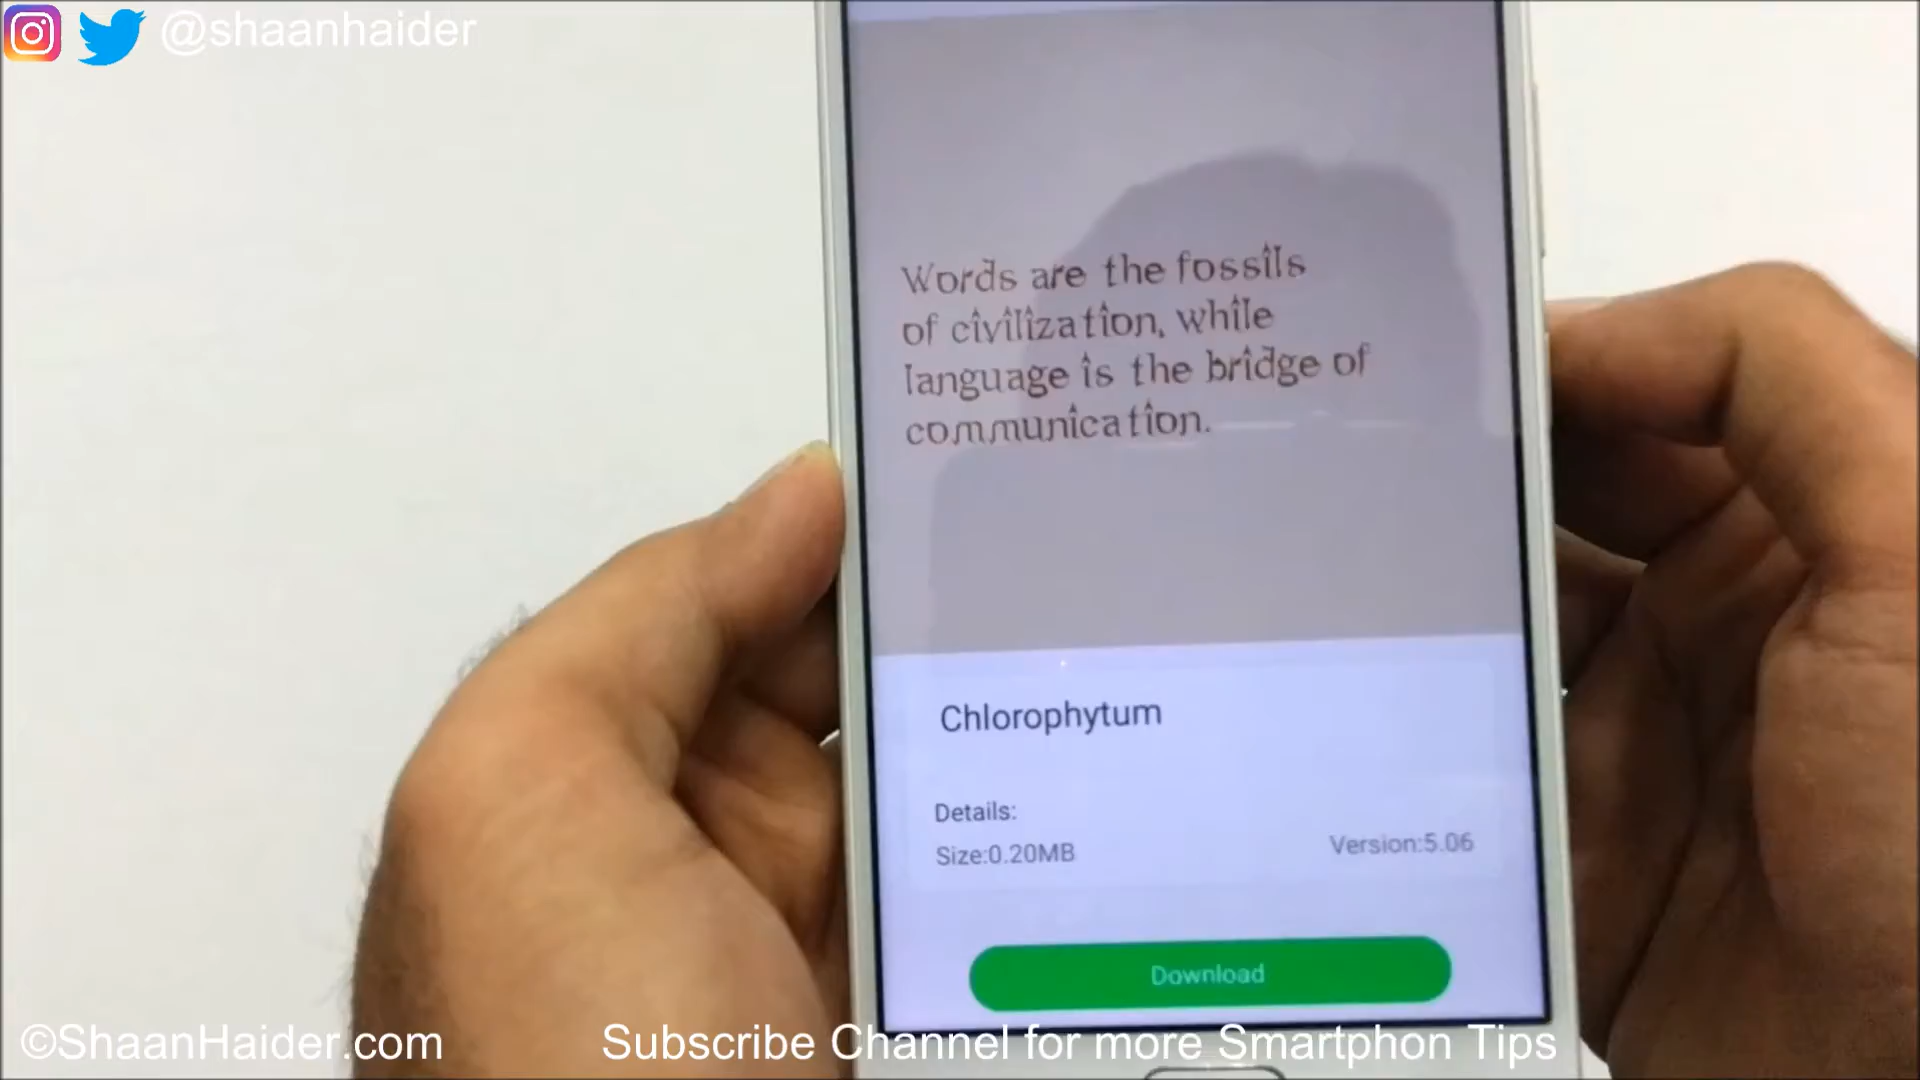 @shaanhaider
Words are the fossils
of civilization, while
language is the bridge of
communication.
Chlorophytum
Details:
Size:0.20MB
Version:5.06
Download
©ShaanHaider.com
Subscribe Channel for more Smartphon Tips